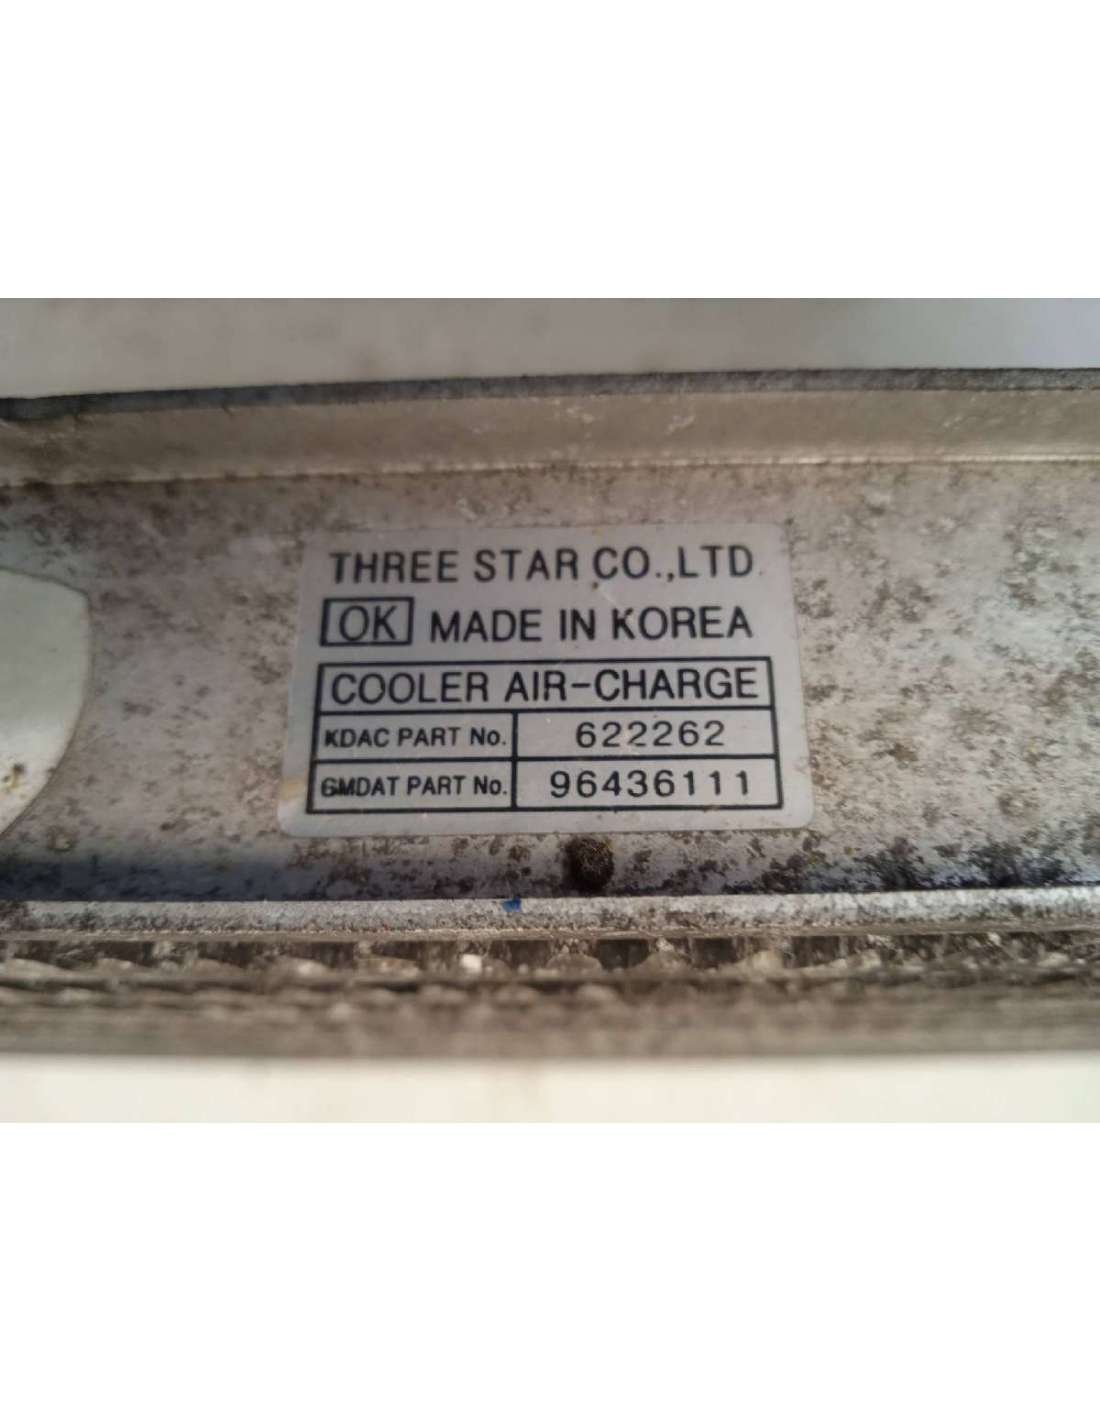 THREE STAR CO.,LTD.
OK MADE IN KOREA
COOLER AIR-CHARGE
KDAC PART No. 622262
GMDAT PART No. 96436111